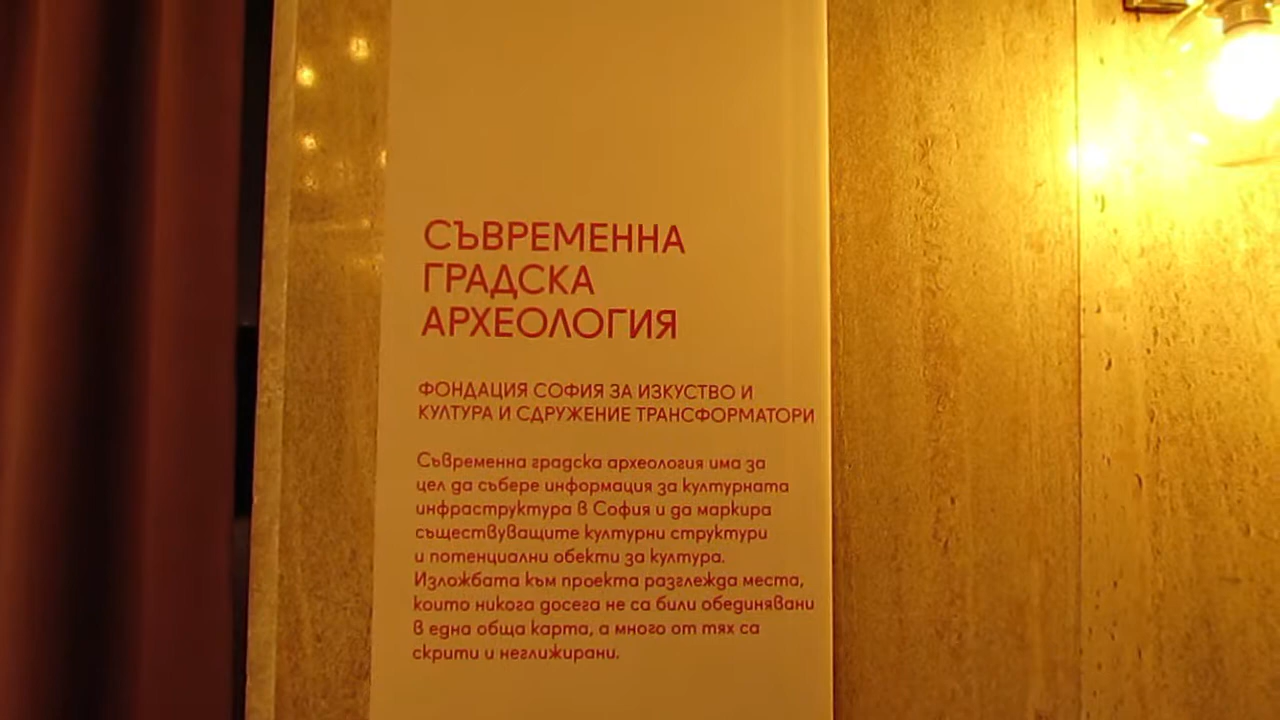 СЪВРЕМЕННА
ГРАДСКА
АРХЕОЛОГИЯ
ФОНДАЦИЯ СОФИЯ ЗА ИЗКУСТВО И
КУЛТУРА И СДРУЖЕНИЕ ТРАНСФОРМАТОРИ
Съвременна градска археология има за
цел да събере информация за културната
инфраструктура в София и да маркира
съществуващите културни структури
и потенциални обекти за култура.
Изложбата към проекта разглежда места,
които никога досега не са били обединявани
в една обща карта, а много от тях са
скрити и неглижирани.